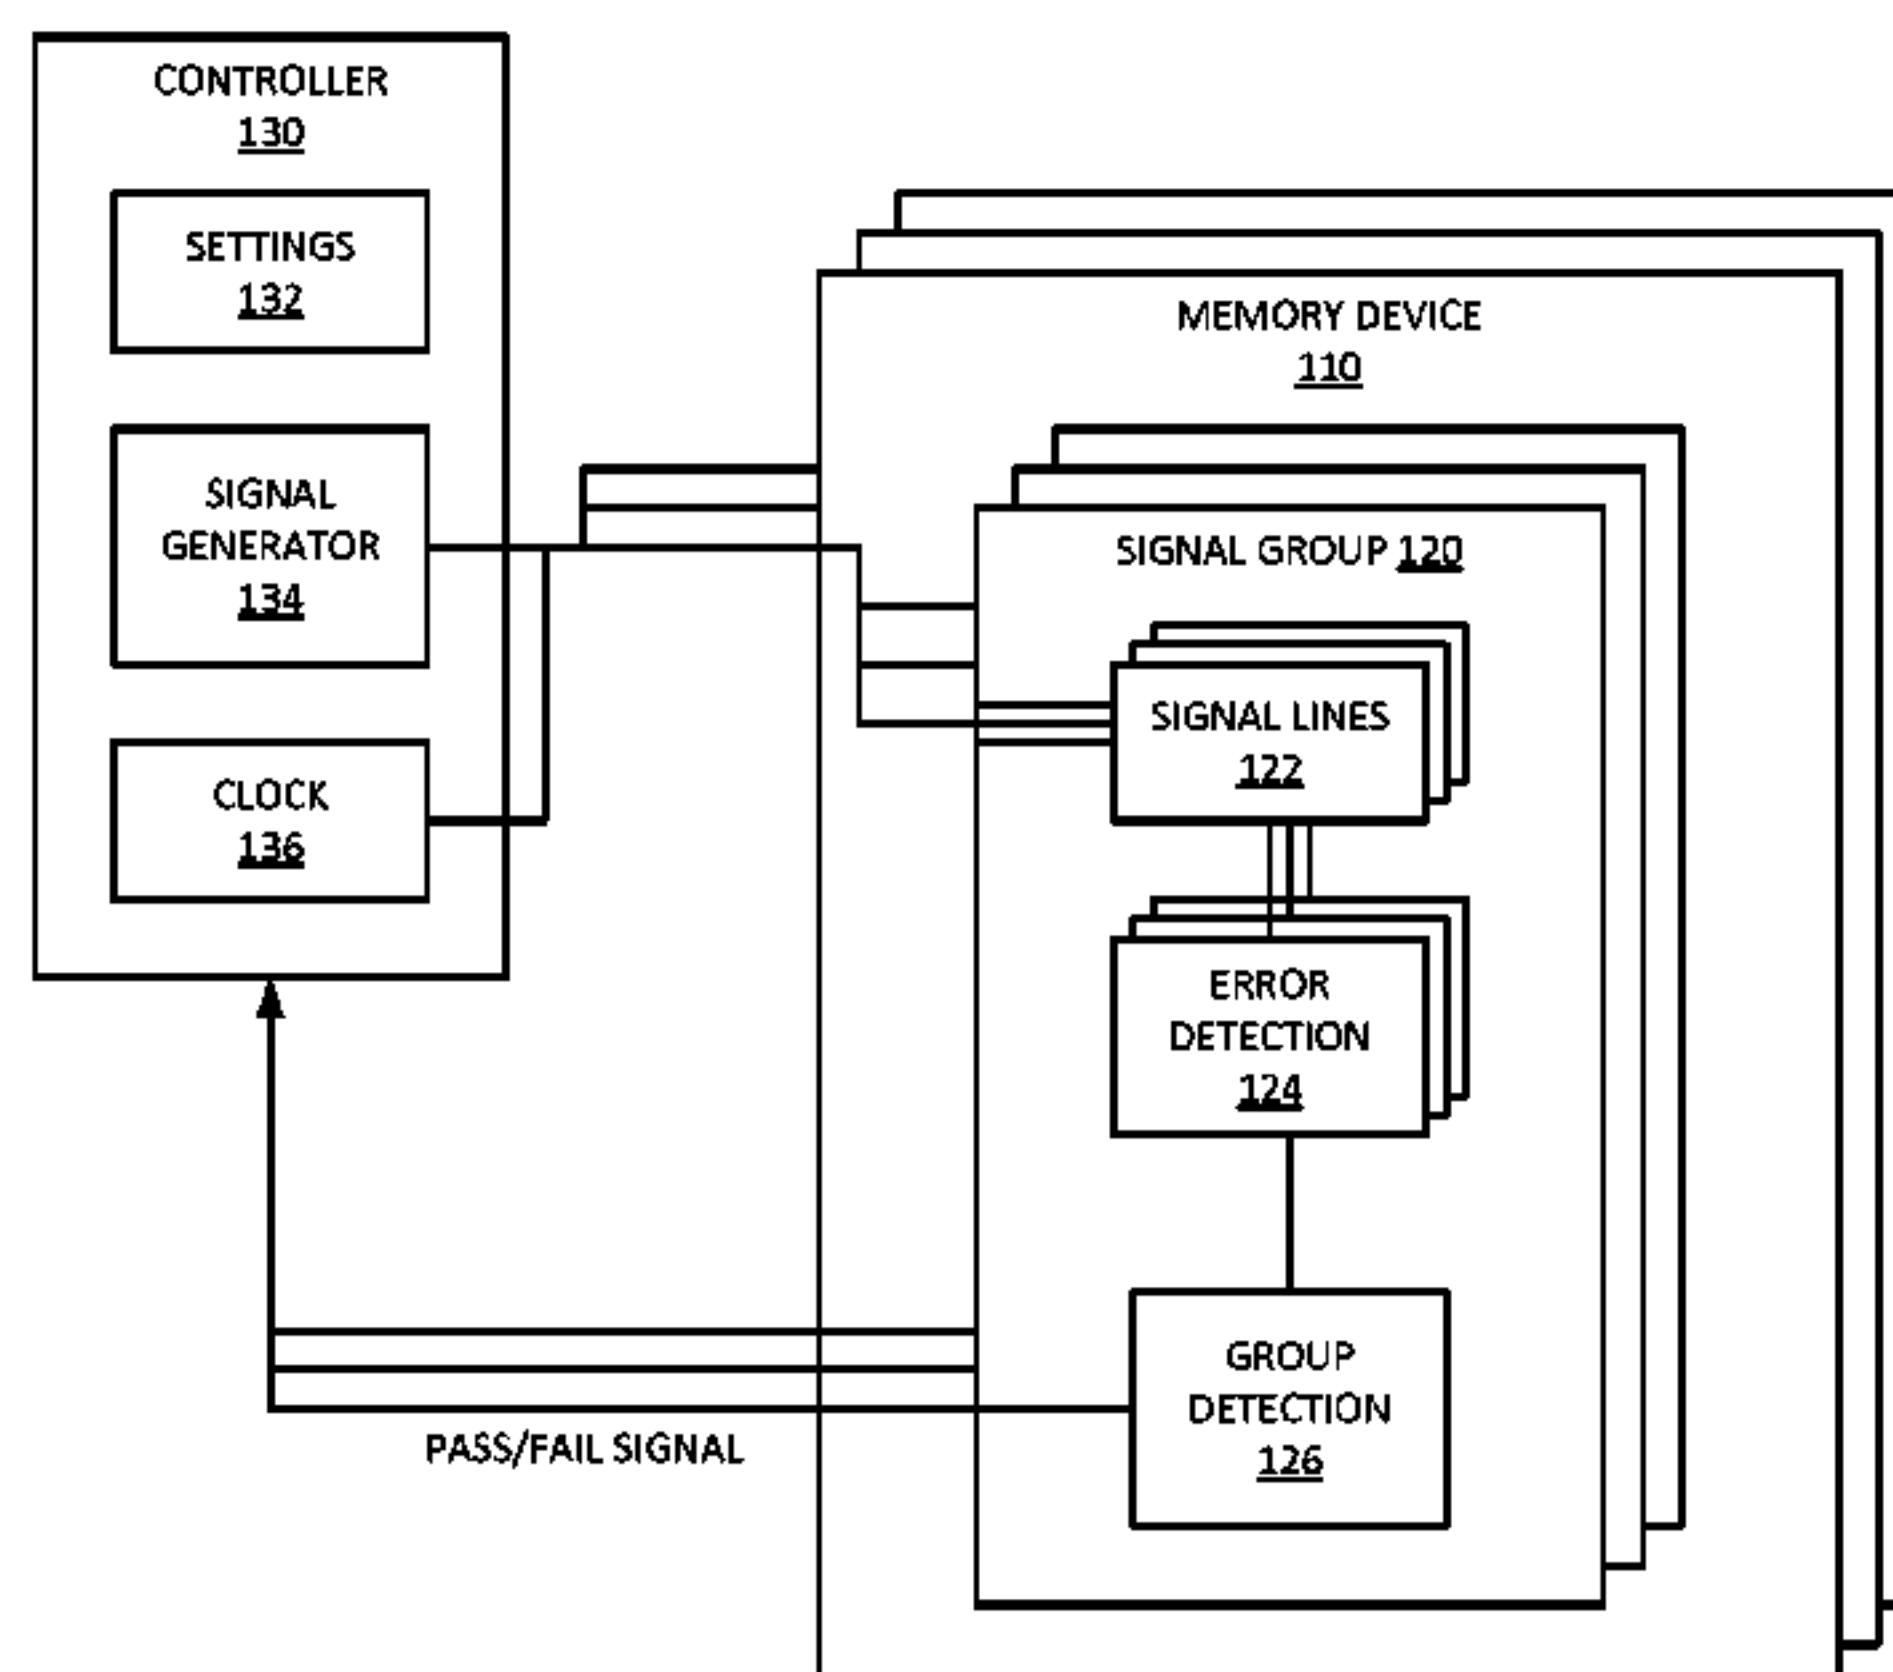 CONTROLLER
130
SETTINGS
132
SIGNAL
GENERATOR
134
CLOCK
136
MEMORY DEVICE
110
SIGNAL GROUP 120
SIGNAL LINES
122
ERROR
DETECTION
124
GROUP
DETECTION
126
PASS/FAIL SIGNAL